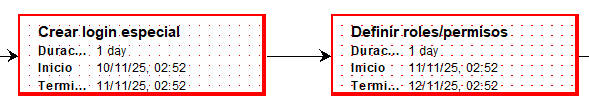 Crear login especial
Durac... 1 day
Inicio 10/11/25, 02:52
Termi... 11/11/25, 02:52
Definir roles/permisos
Durac... 1 day
Inicio 11/11/25, 02:52
Termi... 12/11/25, 02:52